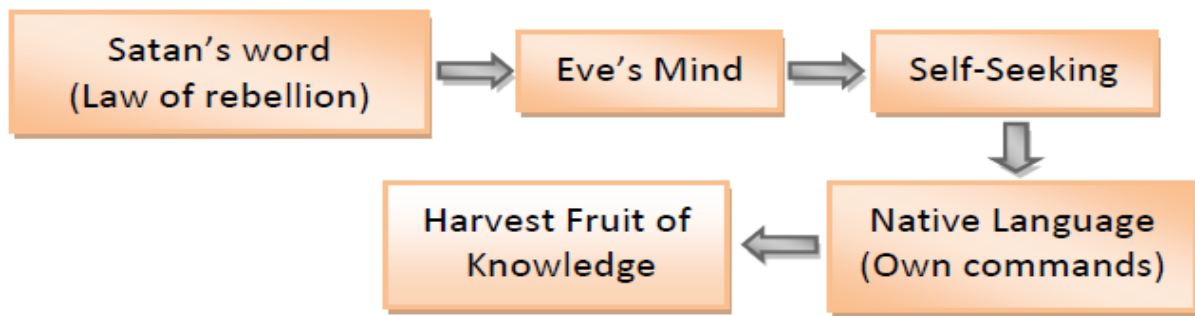 Satan’s word
(Law of rebellion)
Eve’s Mind
Self-Seeking
Native Language
(Own commands)
Harvest Fruit of
Knowledge